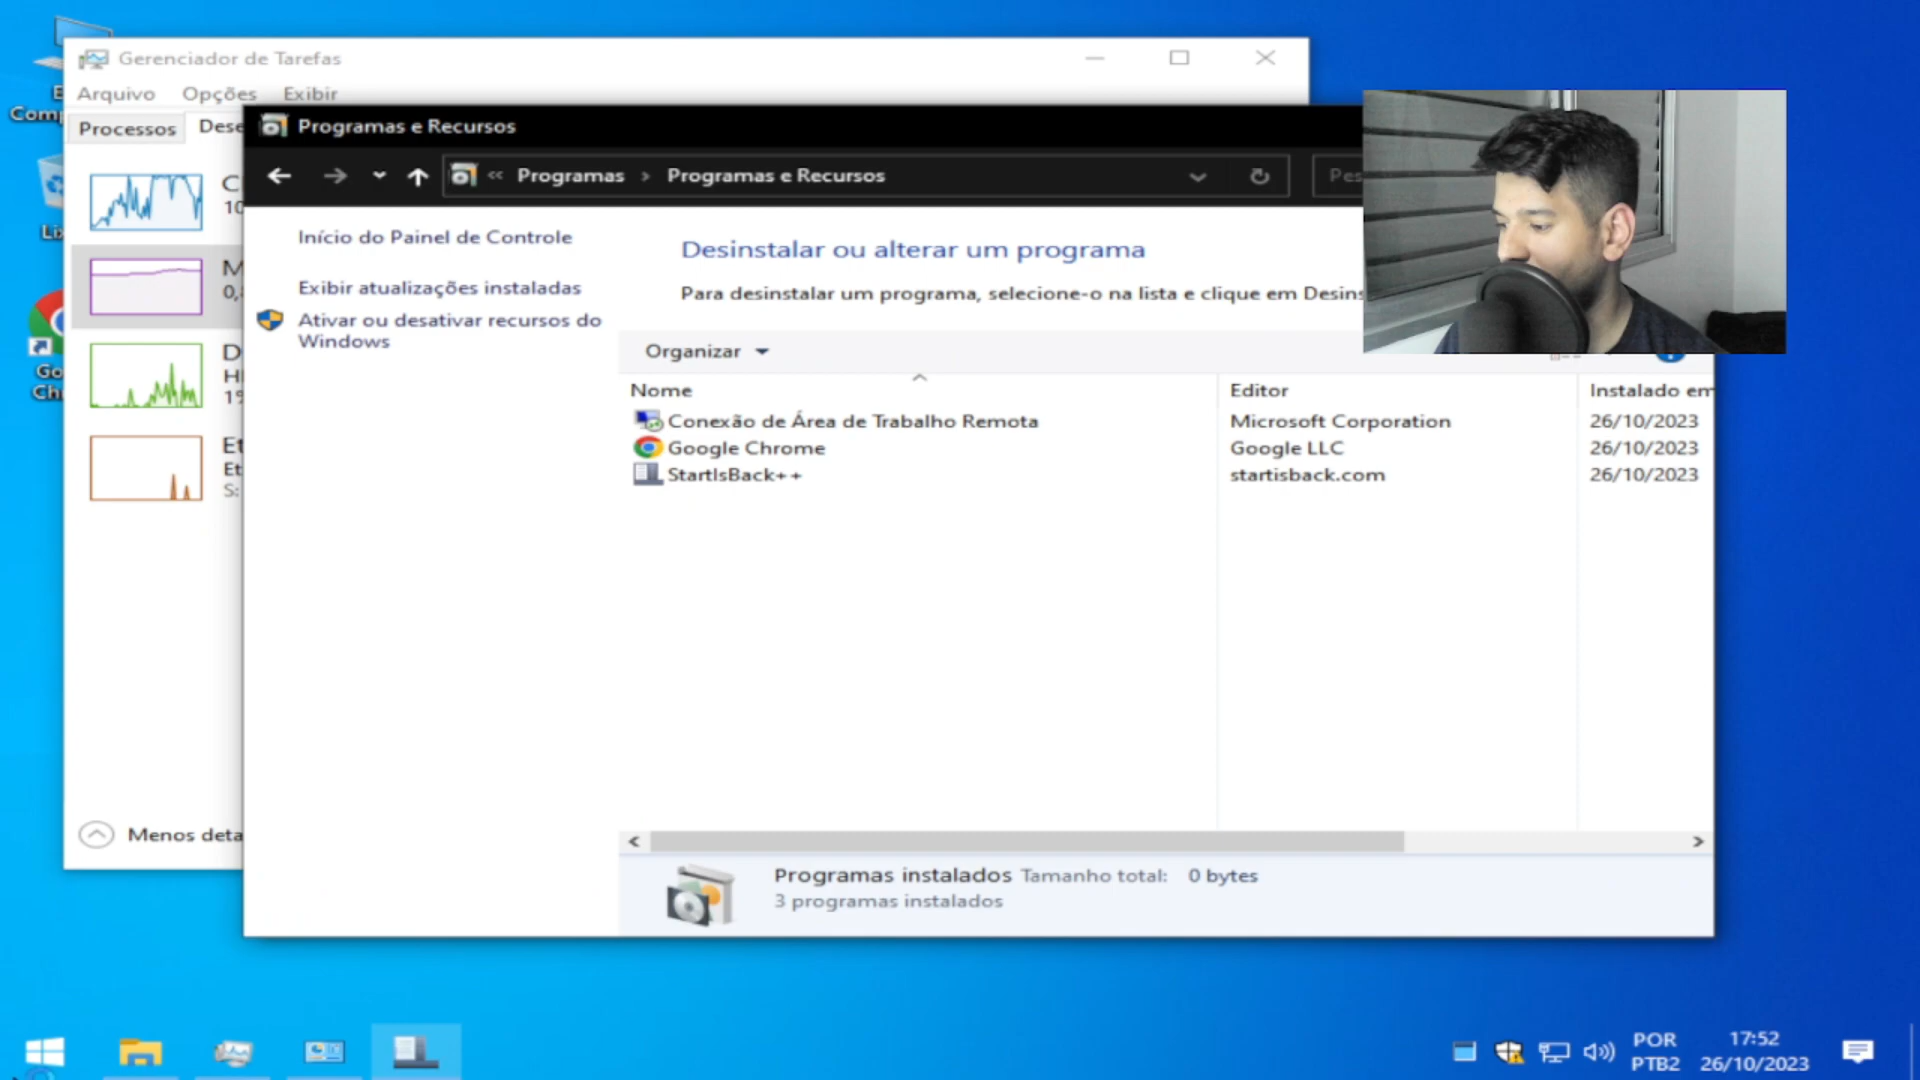 Gerenciador de Tarefas
Arquivo Opções Exibir
Processos
Programas e Recursos
Programas
Programas e Recursos
Início do Painel de Controle
Exibir atualizações instaladas
Ativar ou desativar recursos do
Windows
Desinstalar ou alterar um programa
Para desinstalar um programa, selecione-o na lista e clique em
Organizar
Nome Editor Instalado em
Conexão de Área de Trabalho Remota Microsoft Corporation 26/10/2023
Google Chrome Google LLC 26/10/2023
StartIsBack++ startisback.com 26/10/2023
Programas instalados Tamanho total: 0 bytes
3 programas instalados
Menos
POR
PTB2
17:52
26/10/2023